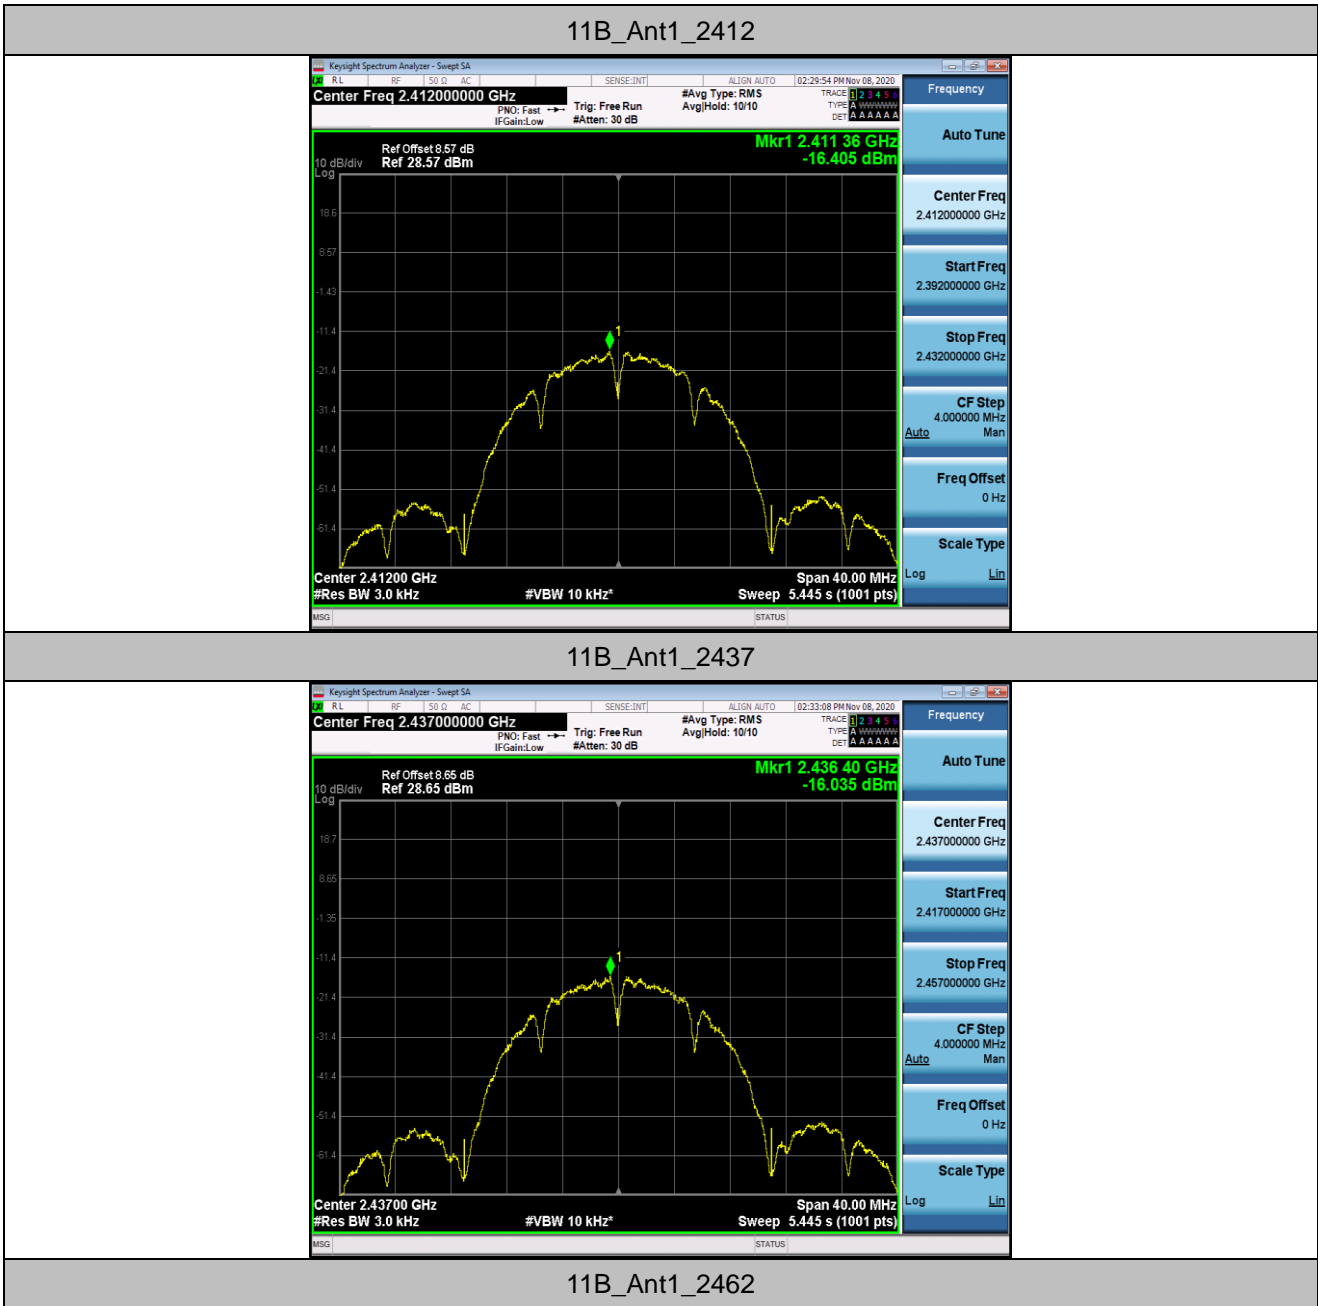 11B_Ant1_2412
Keysight Spectrum Analyzer - Swept SA
RL RF 50 Ω AC SENSE:INT ALIGN AUTO 02:29:54 PM Nov 08, 2020
Center Freq 2.412000000 GHz
PNO: Fast
IFGain:Low
Trig: Free Run
#Atten: 30 dB
#Avg Type: RMS
Avg|Hold: 10/10
TRACE 1 2 3 4 5 6
TYPE A WWWWW
DET A A A A A A
Frequency
Mkr1 2.411 36 GHz
-16.405 dBm
Ref Offset 8.57 dB
10 dB/div Ref 28.57 dBm
Log
18.6
8.57
-1.43
-11.4
-21.4
-31.4
-41.4
-51.4
-61.4
1
Center 2.41200 GHz Span 40.00 MHz
#Res BW 3.0 kHz #VBW 10 kHz* Sweep 5.445 s (1001 pts)
MSG STATUS
Auto Tune
Center Freq
2.412000000 GHz
Start Freq
2.392000000 GHz
Stop Freq
2.432000000 GHz
CF Step
4.000000 MHz
Auto Man
Freq Offset
0 Hz
Scale Type
Log Lin
11B_Ant1_2437
Keysight Spectrum Analyzer - Swept SA
RL RF 50 Ω AC SENSE:INT ALIGN AUTO 02:33:08 PM Nov 08, 2020
Center Freq 2.437000000 GHz
PNO: Fast
IFGain:Low
Trig: Free Run
#Atten: 30 dB
#Avg Type: RMS
Avg|Hold: 10/10
TRACE 1 2 3 4 5 6
TYPE A WWWWW
DET A A A A A A
Frequency
Mkr1 2.436 40 GHz
-16.035 dBm
Ref Offset 8.65 dB
10 dB/div Ref 28.65 dBm
Log
18.7
8.65
-1.35
-11.4
-21.4
-31.4
-41.4
-51.4
-61.4
1
Center 2.43700 GHz Span 40.00 MHz
#Res BW 3.0 kHz #VBW 10 kHz* Sweep 5.445 s (1001 pts)
MSG STATUS
Auto Tune
Center Freq
2.437000000 GHz
Start Freq
2.417000000 GHz
Stop Freq
2.457000000 GHz
CF Step
4.000000 MHz
Auto Man
Freq Offset
0 Hz
Scale Type
Log Lin
11B_Ant1_2462